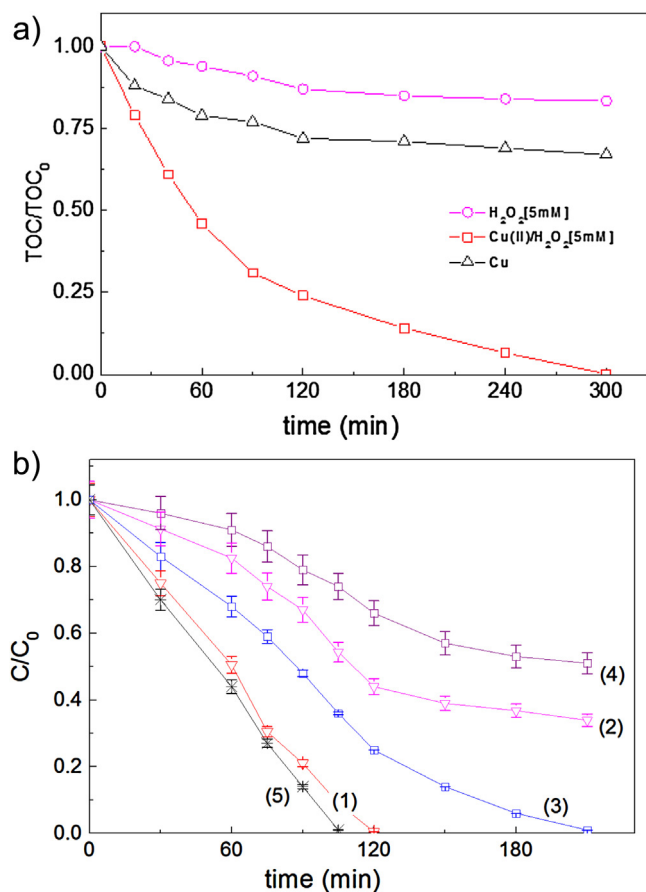 a)
1.00
0.75
0.50
0.25
0.00
TOC/TOC₀
H₂O₂[5mM]
Cu(II)/H₂O₂[5mM]
Cu
0 60 120 180 240 300
time (min)
b)
1.0
0.8
0.6
0.4
0.2
0.0
C/C₀
(4)
(2)
(5) (1) (3)
0 60 120 180
time (min)